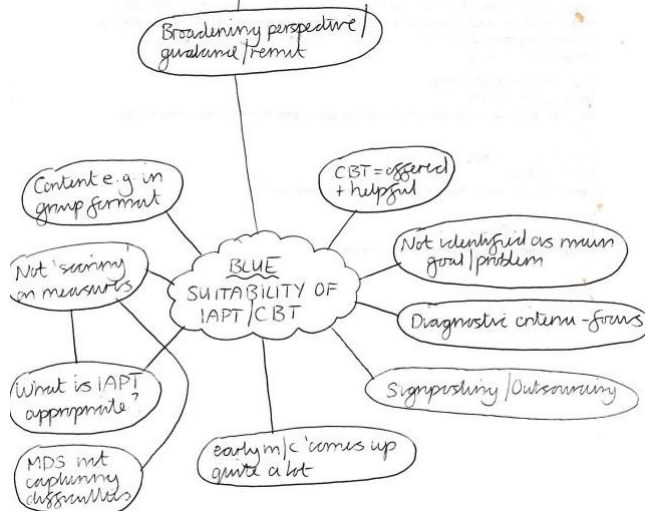 Broadening perspective/
guidance/remit
Content e.g. in
group format
CBT = offered
+ helpful
Not 'scoring'
on measures
BLUE
SUITABILITY OF
IAPT/CBT
Not identified as main
goal/problem
Diagnostic criteria - focus
What is IAPT
appropriate?
Signposting/Outsourcing
MDS not
capturing
difficulties
early m/c 'comes up
quite a lot